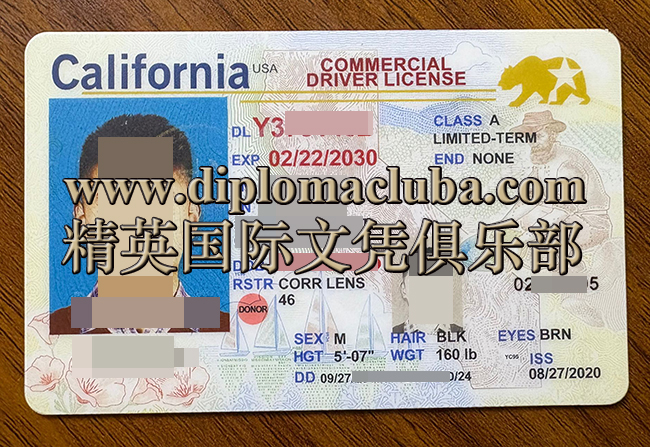 California USA COMMERCIAL
DRIVER LICENSE
DL Y3
CLASS A
LIMITED-TERM
EXP 02/22/2030
END NONE
www.diplomacluba.com
精英国际文凭俱乐部
RSTR CORR LENS
46
DONOR
SEX M HAIR BLK EYES BRN
HGT 5'-07" WGT 160 lb
ISS
DD 09/27/ 0/24
08/27/2020